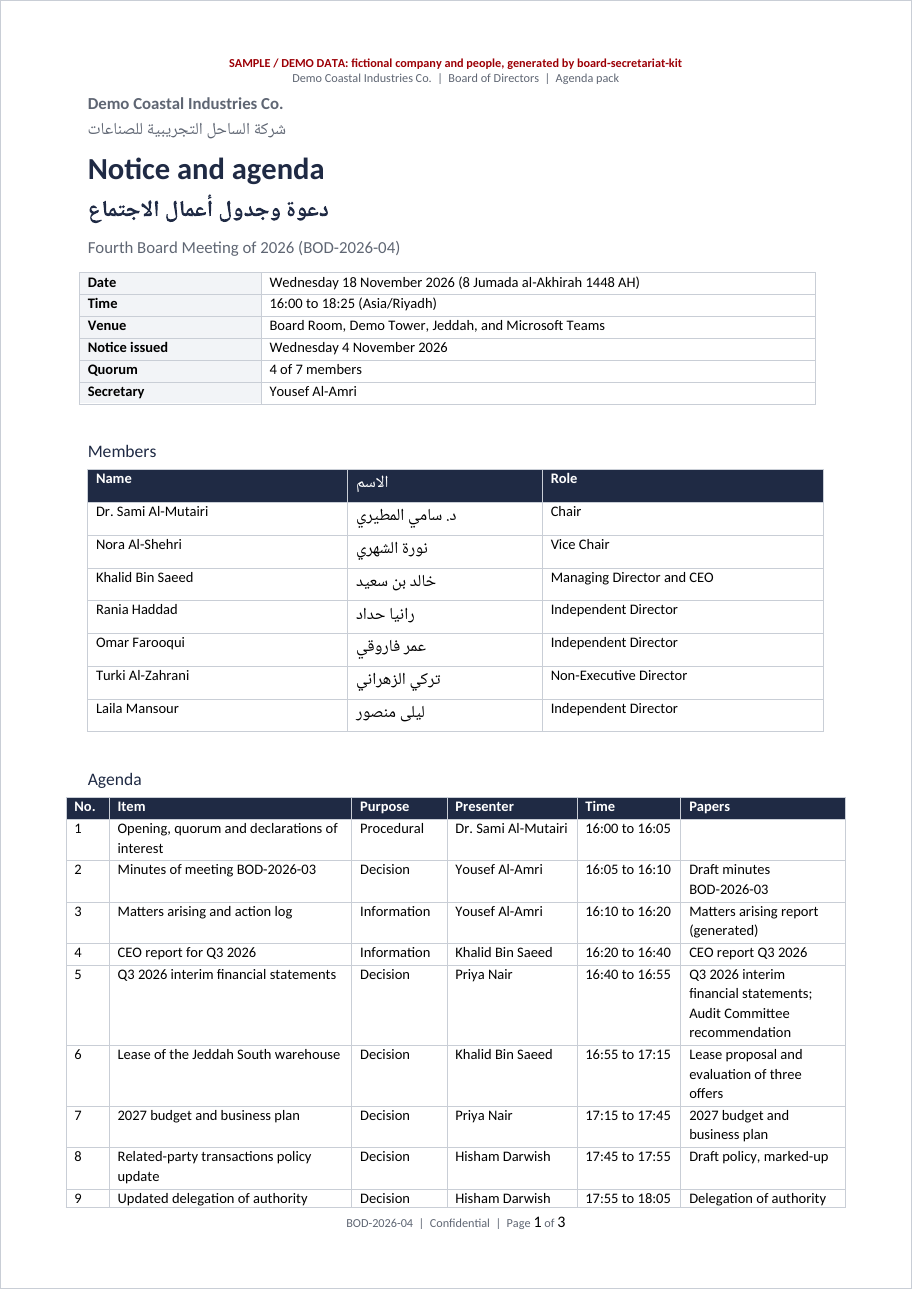 SAMPLE / DEMO DATA: fictional company and people, generated by board-secretariat-kit
Demo Coastal Industries Co. | Board of Directors | Agenda pack
Demo Coastal Industries Co.
شركة الساحل التجريبية للصناعات
Notice and agenda
دعوة وجدول أعمال الاجتماع
Fourth Board Meeting of 2026 (BOD-2026-04)
Date Wednesday 18 November 2026 (8 Jumada al-Akhirah 1448 AH)
Time 16:00 to 18:25 (Asia/Riyadh)
Venue Board Room, Demo Tower, Jeddah, and Microsoft Teams
Notice issued Wednesday 4 November 2026
Quorum 4 of 7 members
Secretary Yousef Al-Amri
Members
Name الاسم Role
Dr. Sami Al-Mutairi د. سامي المطيري Chair
Nora Al-Shehri نورة الشهري Vice Chair
Khalid Bin Saeed خالد بن سعيد Managing Director and CEO
Rania Haddad رانيا حداد Independent Director
Omar Farooqui عمر فاروقي Independent Director
Turki Al-Zahrani تركي الزهراني Non-Executive Director
Laila Mansour ليلى منصور Independent Director
Agenda
No. Item Purpose Presenter Time Papers
1 Opening, quorum and declarations of Procedural Dr. Sami Al-Mutairi 16:00 to 16:05
interest
2 Minutes of meeting BOD-2026-03 Decision Yousef Al-Amri 16:05 to 16:10 Draft minutes
BOD-2026-03
3 Matters arising and action log Information Yousef Al-Amri 16:10 to 16:20 Matters arising report
(generated)
4 CEO report for Q3 2026 Information Khalid Bin Saeed 16:20 to 16:40 CEO report Q3 2026
5 Q3 2026 interim financial statements Decision Priya Nair 16:40 to 16:55 Q3 2026 interim
financial statements;
Audit Committee
recommendation
6 Lease of the Jeddah South warehouse Decision Khalid Bin Saeed 16:55 to 17:15 Lease proposal and
evaluation of three
offers
7 2027 budget and business plan Decision Priya Nair 17:15 to 17:45 2027 budget and
business plan
8 Related-party transactions policy Decision Hisham Darwish 17:45 to 17:55 Draft policy, marked-up
update
9 Updated delegation of authority Decision Hisham Darwish 17:55 to 18:05 Delegation of authority
BOD-2026-04 | Confidential | Page 1 of 3